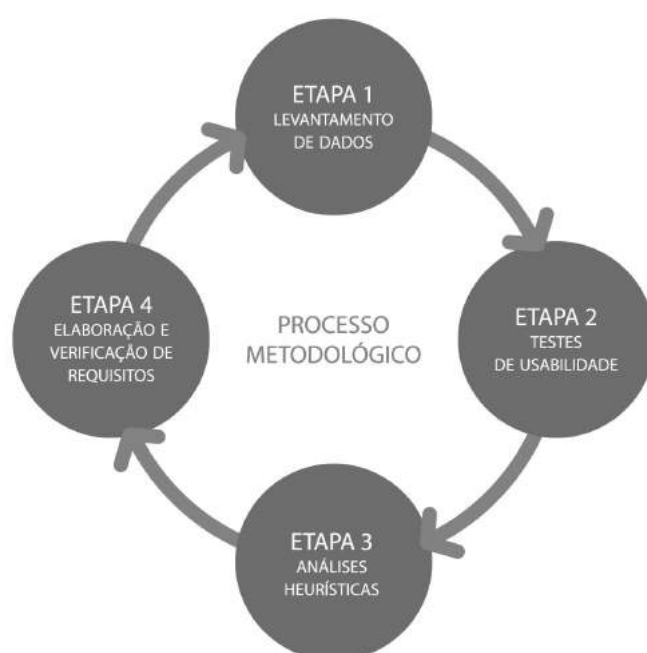 ETAPA 1
LEVANTAMENTO
DE DADOS
ETAPA 2
TESTES
DE USABILIDADE
ETAPA 3
ANÁLISES
HEURÍSTICAS
ETAPA 4
ELABORAÇÃO E
VERIFICAÇÃO DE
REQUISITOS
PROCESSO
METODOLÓGICO